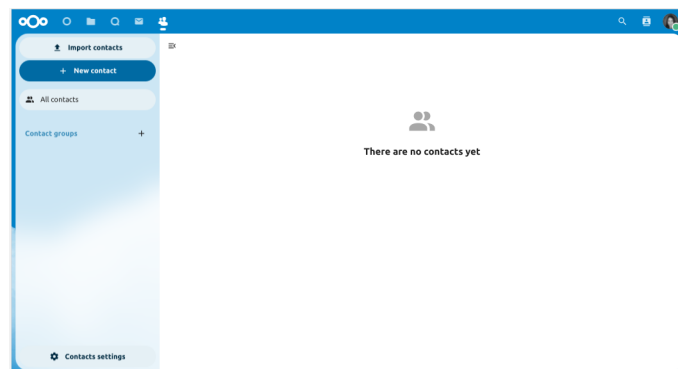 Import contacts
+ New contact
All contacts
Contact groups +
There are no contacts yet
Contacts settings